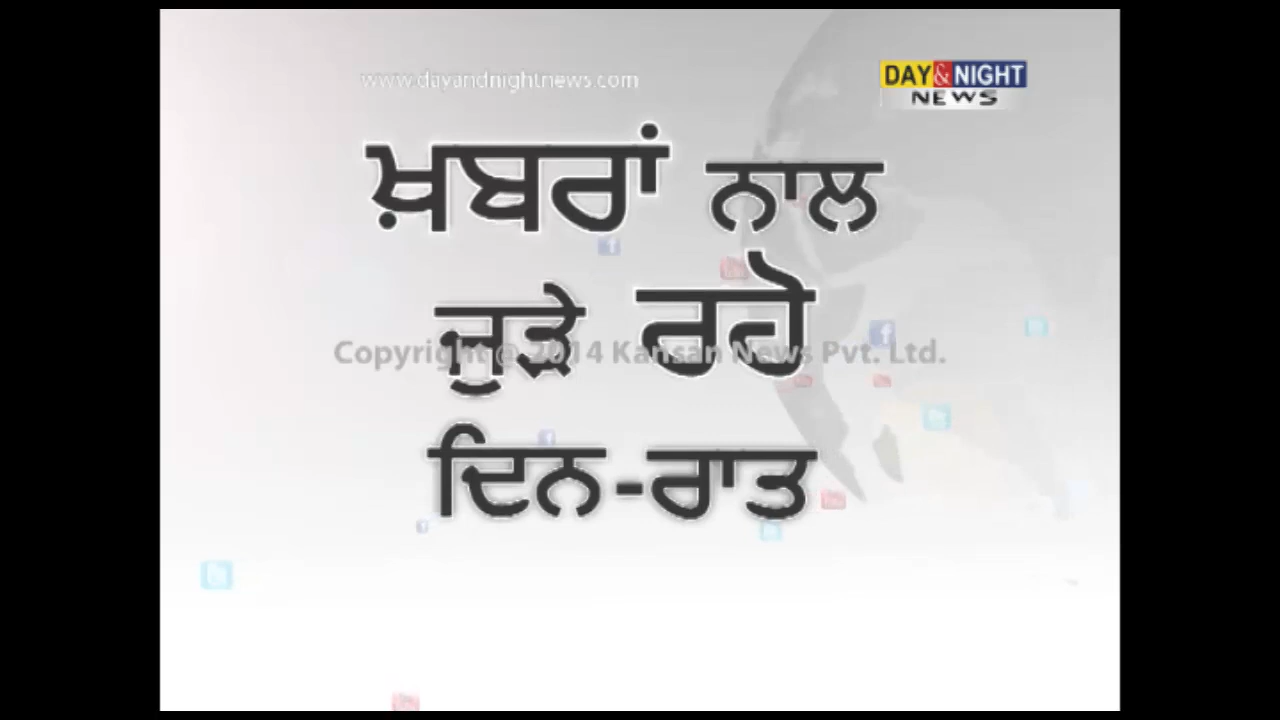 www.dayandnightnews.com
DAY&NIGHT
NEWS
ਖ਼ਬਰਾਂ ਨਾਲ
ਜੁੜੇ ਰਹੋ
Copyright @ 2014 Kansan News Pvt. Ltd.
ਦਿਨ-ਰਾਤ